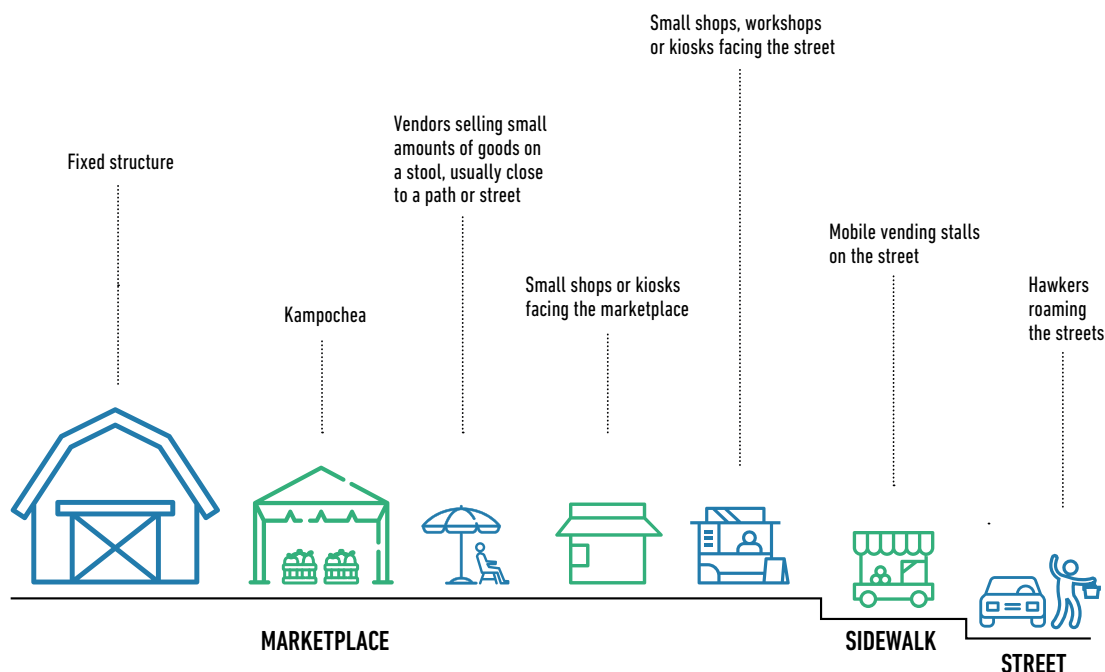 Small shops, workshops
or kiosks facing the street
Vendors selling small
amounts of goods on
a stool, usually close
to a path or street
Fixed structure
Mobile vending stalls
on the street
Small shops or kiosks
facing the marketplace
Hawkers
roaming
the streets
Kampochea
MARKETPLACE
SIDEWALK
STREET